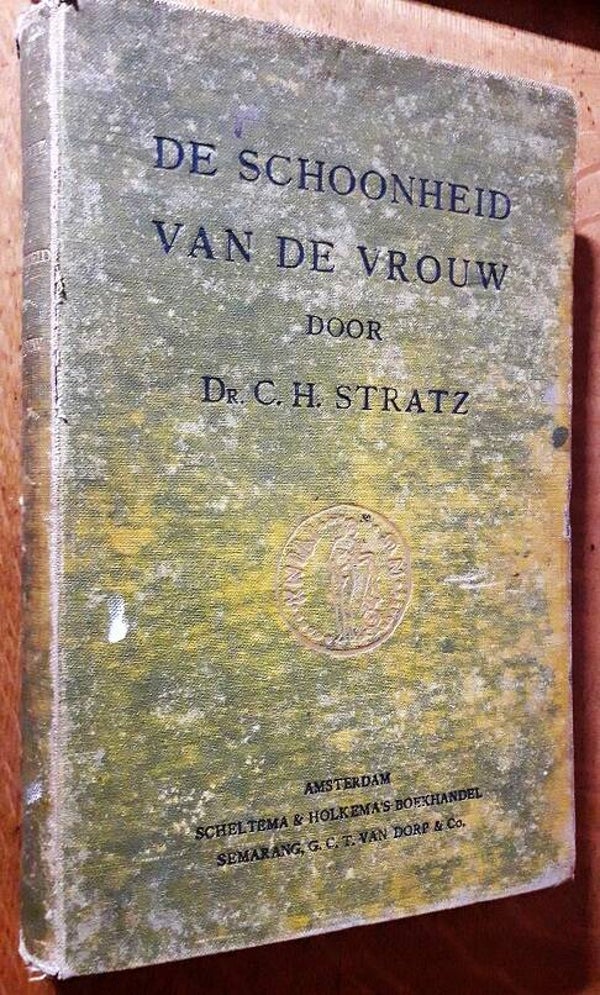 DE SCHOONHEID
VAN DE VROUW
DOOR
DR. C. H. STRATZ
AMSTERDAM
SCHELTEMA & HOLKEMA'S BOEKHANDEL
SEMARANG, G. C. T. VAN DORP & Co.